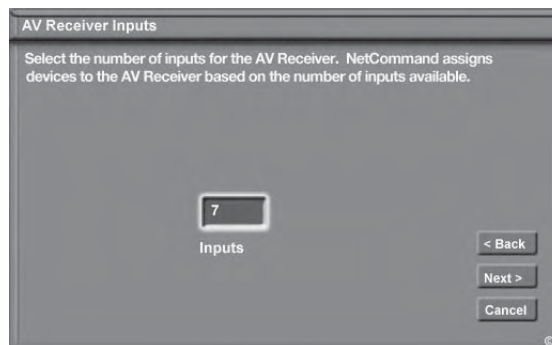 AV Receiver Inputs
Select the number of inputs for the AV Receiver. NetCommand assigns
devices to the AV Receiver based on the number of inputs available.
7
Inputs
< Back
Next >
Cancel